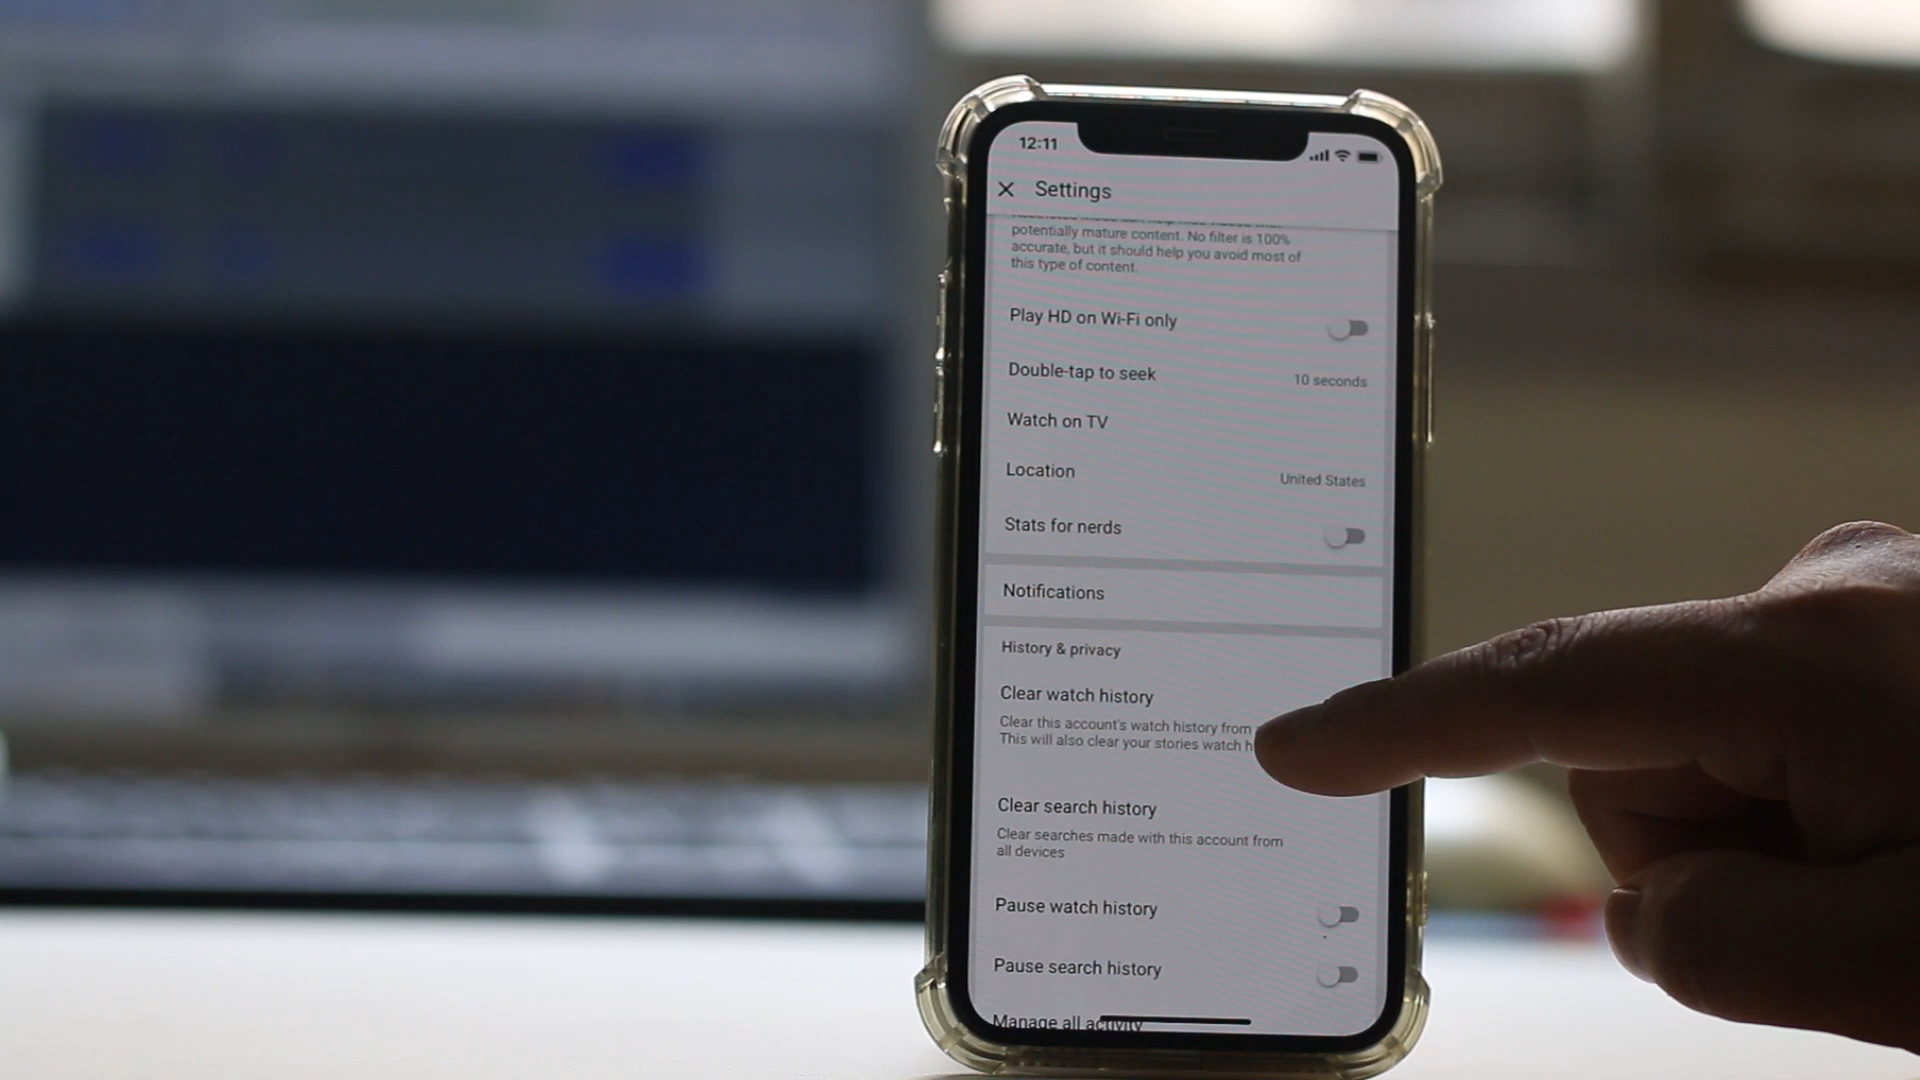 12:11
Settings
potentially mature content. No filter is 100%
accurate, but it should help you avoid most of
this type of content.
Play HD on Wi-Fi only
Double-tap to seek 10 seconds
Watch on TV
Location United States
Stats for nerds
Notifications
History & privacy
Clear watch history
Clear this account's watch history from
This will also clear your stories watch
Clear search history
Clear searches made with this account from
all devices
Pause watch history
Pause search history
Manage all activity